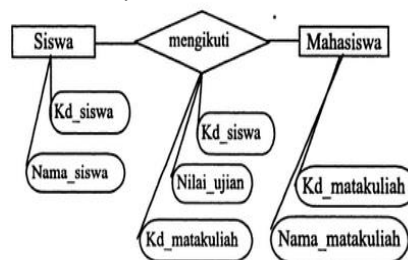 Siswa
mengikuti
Mahasiswa
Kd_siswa
Kd_siswa
Nama_siswa
Nilai_ujian
Kd_matakuliah
Kd_matakuliah
Nama_matakuliah